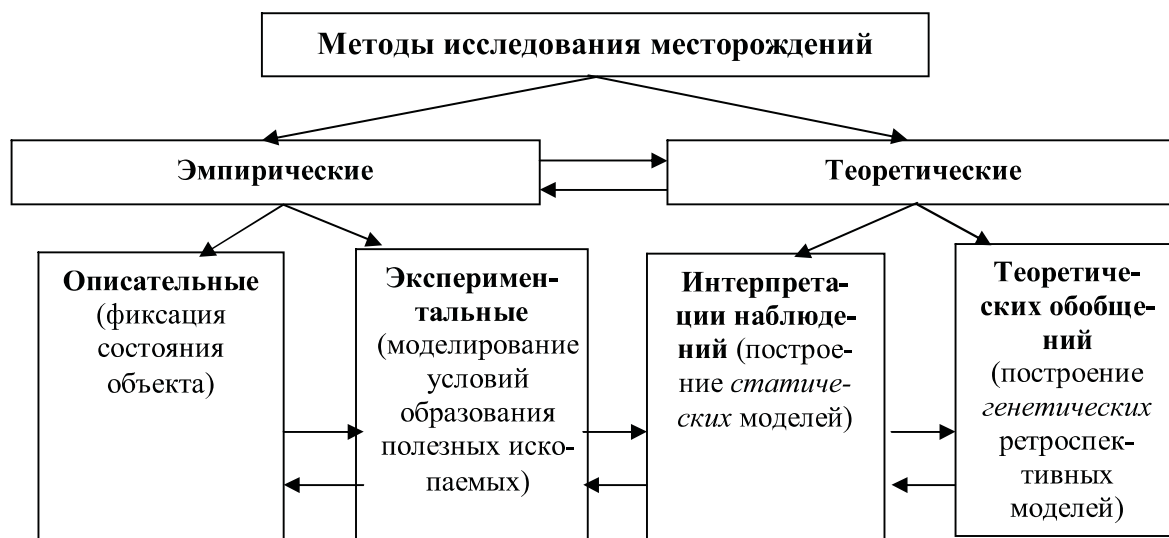 Методы исследования месторождений
Эмпирические
Теоретические
Описательные
(фиксация
состояния
объекта)
Эксперимен-
тальные
(моделирование
условий
образования
полезных иско-
паемых)
Интерпрета-
ции наблюде-
ний (построе-
ние статиче-
ских моделей)
Теоретиче-
ских обобще-
ний
(построение
генетических
ретроспек-
тивных
моделей)